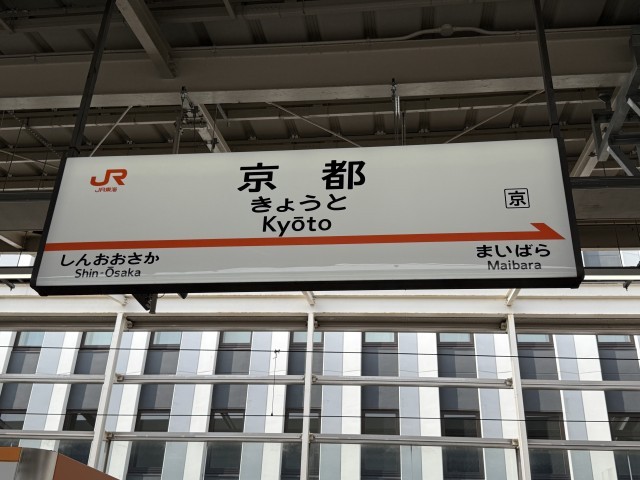 JR
JR東海
京都
きょうと
Kyōto
京
しんおおさか
Shin-Ōsaka
まいばら
Maibara